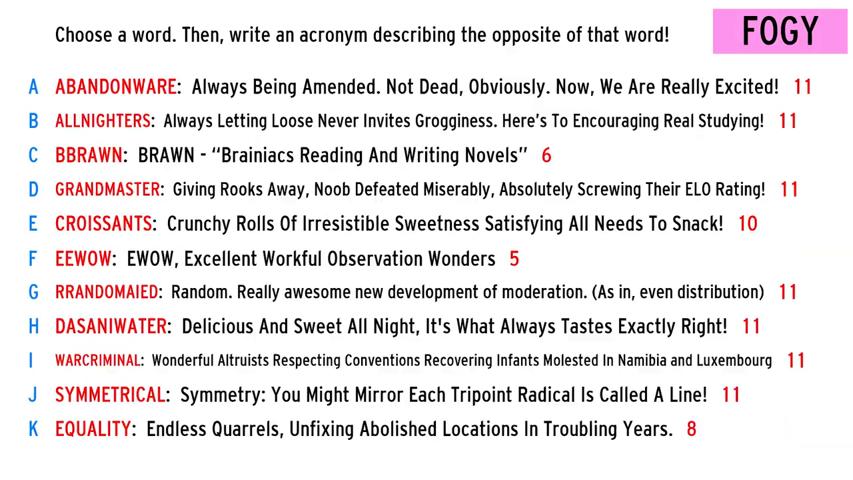 Choose a word. Then, write an acronym describing the opposite of that word!
FOGY
A ABANDONWARE: Always Being Amended. Not Dead, Obviously. Now, We Are Really Excited! 11
B ALLNIGHTERS: Always Letting Loose Never Invites Grogginess. Here's To Encouraging Real Studying! 11
C BBRAWN: BRAWN - "Brainiacs Reading And Writing Novels" 6
D GRANDMASTER: Giving Rooks Away, Noob Defeated Miserably, Absolutely Screwing Their ELO Rating! 11
E CROISSANTS: Crunchy Rolls Of Irresistible Sweetness Satisfying All Needs To Snack! 10
F EEWOW: EWOW, Excellent Workful Observation Wonders 5
G RRANDOMAIED: Random. Really awesome new development of moderation. (As in, even distribution) 11
H DASANIWATER: Delicious And Sweet All Night, It's What Always Tastes Exactly Right! 11
I WARCRIMINAL: Wonderful Altruists Respecting Conventions Recovering Infants Molested In Namibia and Luxembourg 11
J SYMMETRICAL: Symmetry: You Might Mirror Each Tripoint Radical Is Called A Line! 11
K EQUALITY: Endless Quarrels, Unfixing Abolished Locations In Troubling Years. 8